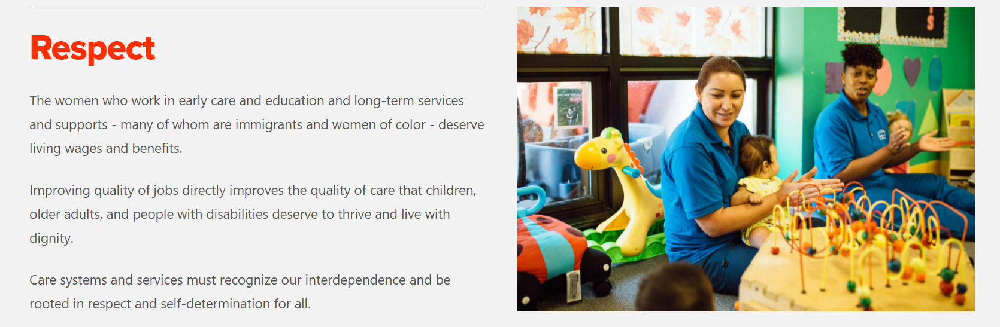 Respect
The women who work in early care and education and long-term services
and supports - many of whom are immigrants and women of color - deserve
living wages and benefits.
Improving quality of jobs directly improves the quality of care that children,
older adults, and people with disabilities deserve to thrive and live with
dignity.
Care systems and services must recognize our interdependence and be
rooted in respect and self-determination for all.